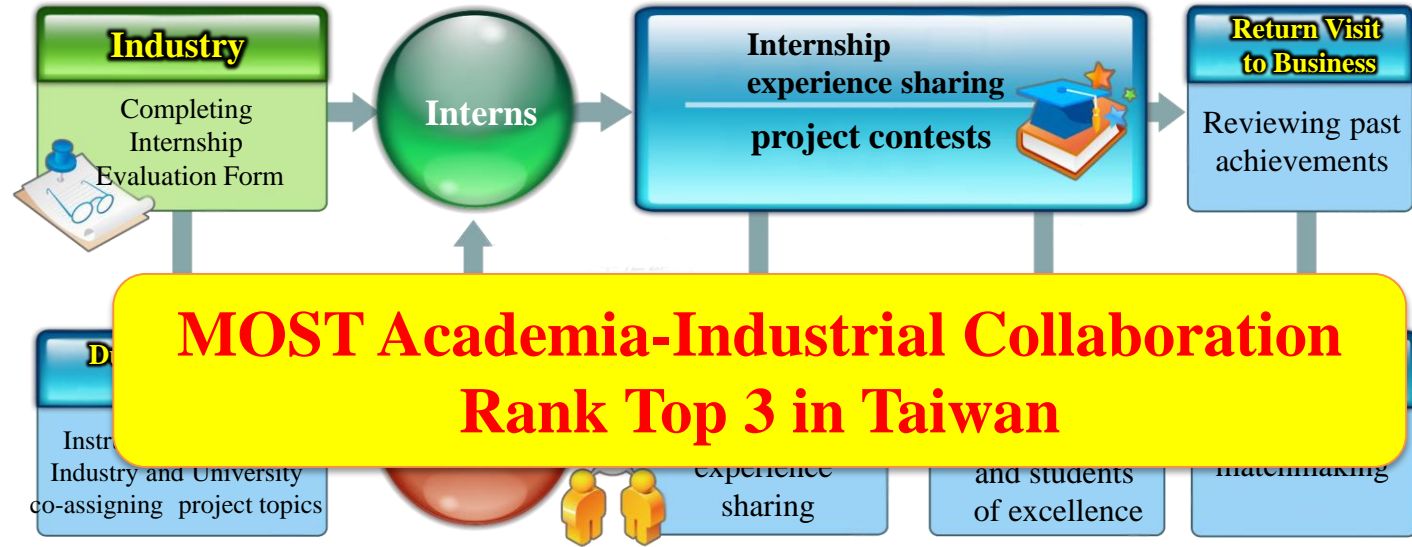 Industry
Completing
Internship
Evaluation Form
Interns
Internship
experience sharing
project contests
Return Visit
to Business
Reviewing past
achievements
MOST Academia-Industrial Collaboration
Rank Top 3 in Taiwan
Industry and University
co-assigning project topics
experience
sharing
and students
of excellence
matchmaking